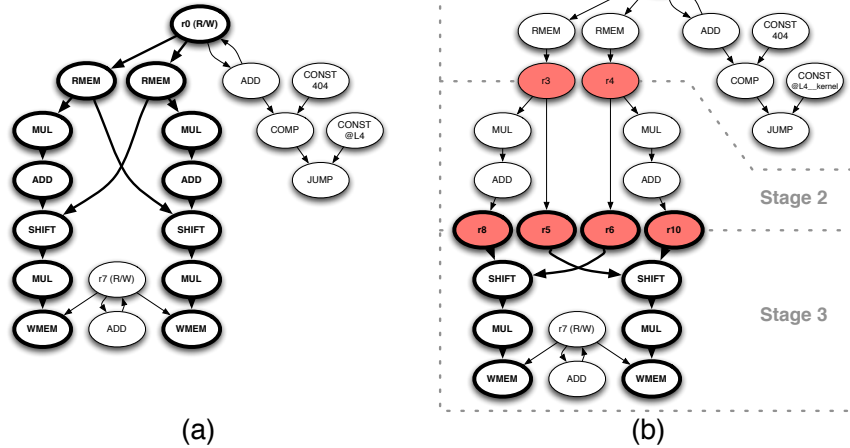 r0 (R/W)
RMEM
RMEM
ADD
CONST
404
MUL
MUL
COMP
CONST
@L4
ADD
ADD
JUMP
SHIFT
SHIFT
MUL
r7 (R/W)
MUL
WMEM
ADD
WMEM
(a)
RMEM
RMEM
ADD
CONST
404
r3
r4
COMP
CONST
@L4__kernel
MUL
MUL
JUMP
ADD
ADD
Stage 2
r8
r5
r6
r10
SHIFT
SHIFT
Stage 3
MUL
r7 (R/W)
MUL
WMEM
ADD
WMEM
(b)